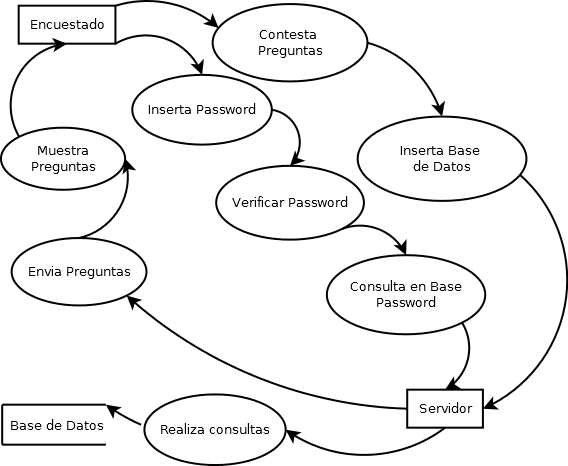 Encuestado
Contesta
Preguntas
Inserta Password
Muestra
Preguntas
Inserta Base
de Datos
Verificar Password
Envia Preguntas
Consulta en Base
Password
Servidor
Base de Datos
Realiza consultas